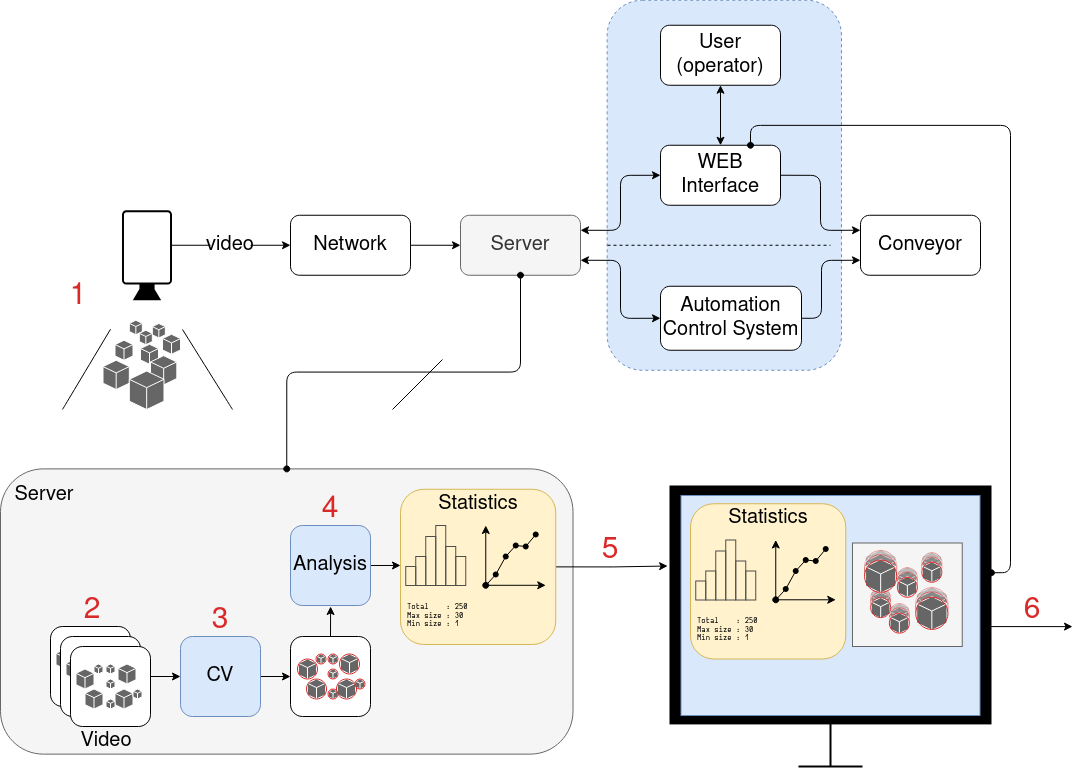 User
(operator)
WEB
Interface
video
Network
Server
Conveyor
1
Automation
Control System
Server
4
Statistics
Analysis
Total : 250
Max size : 30
Min size : 1
5
Statistics
Total : 250
Max size : 30
Min size : 1
6
2
3
CV
Video